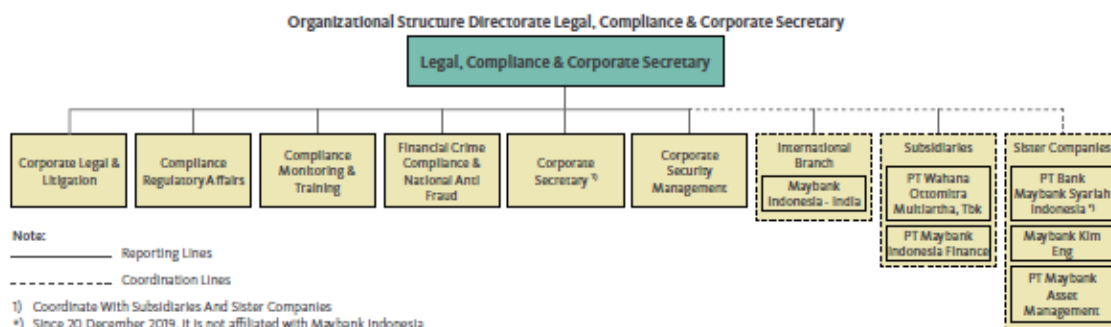 Organizational Structure Directorate Legal, Compliance & Corporate Secretary
Legal, Compliance & Corporate Secretary
Corporate Legal &
Litigation
Compliance
Regulatory Affairs
Compliance
Monitoring &
Training
Financial Crime
Compliance &
National Anti
Fraud
Corporate
Secretary ¹⁾
Corporate
Security
Management
International
Branch
Maybank
Indonesia - India
Subsidiaries
PT Wahana
Ottomitra
Multiartha, Tbk
PT Maybank
Indonesia Finance
Sister Companies
PT Bank
Maybank Syariah
Indonesia *)
Maybank Kim
Eng
PT Maybank
Asset
Management
Note:
Reporting Lines
Coordination Lines
1) Coordinate With Subsidiaries And Sister Companies
*) Since 20 December 2019, it is not affiliated with Maybank Indonesia